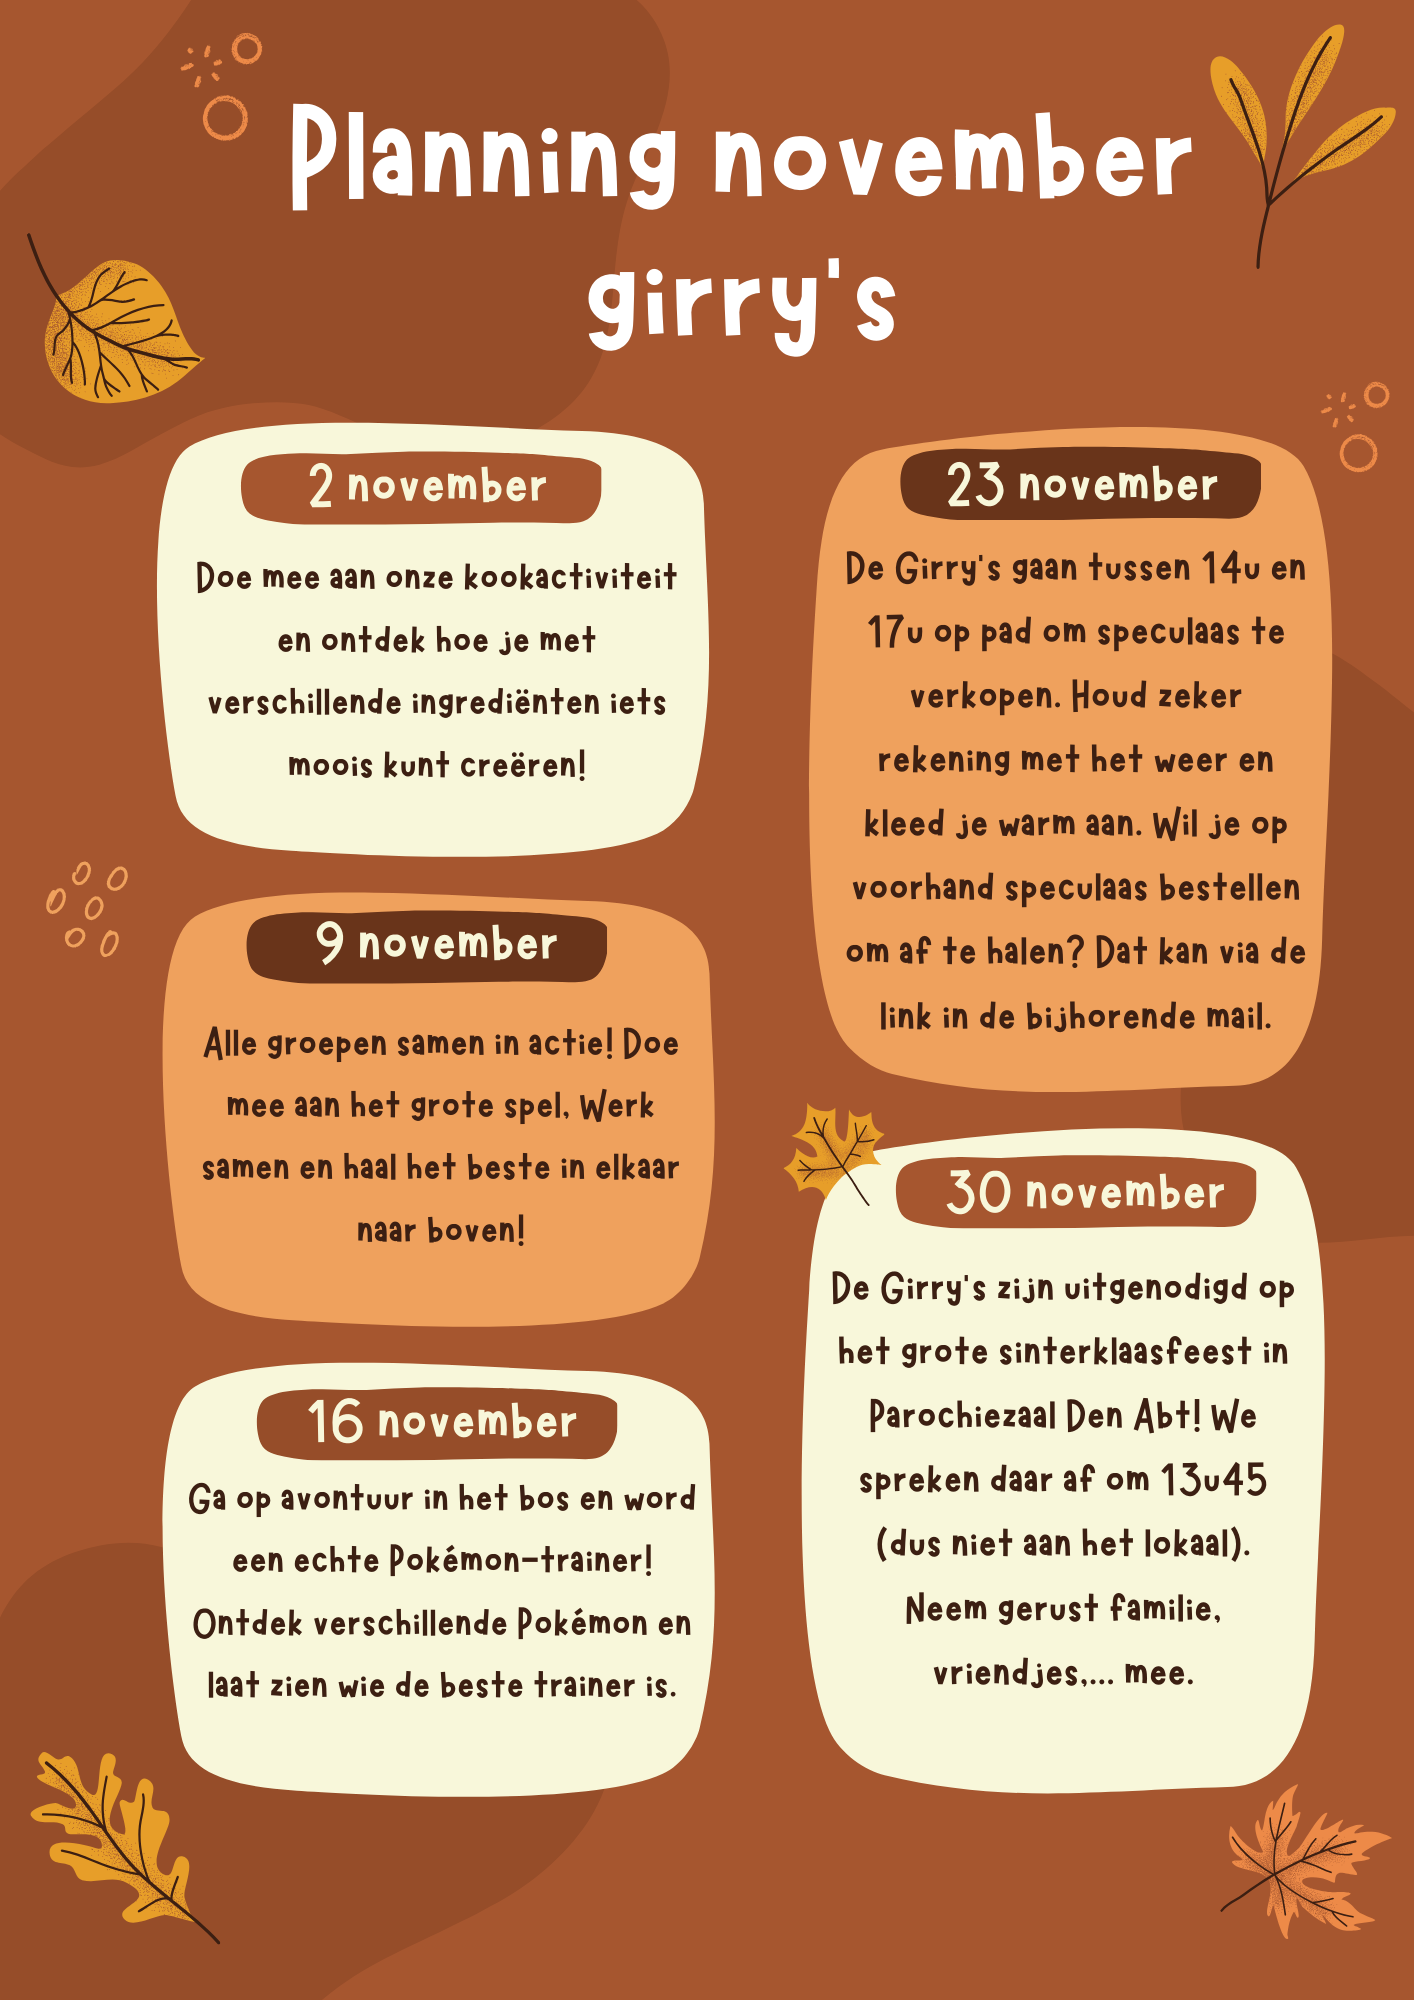 Planning november
girry's
2 november
Doe mee aan onze kookactiviteit
en ontdek hoe je met
verschillende ingrediënten iets
moois kunt creëren!
9 november
Alle groepen samen in actie! Doe
mee aan het grote spel, Werk
samen en haal het beste in elkaar
naar boven!
16 november
Ga op avontuur in het bos en word
een echte Pokémon-trainer!
Ontdek verschillende Pokémon en
laat zien wie de beste trainer is.
23 november
De Girry's gaan tussen 14u en
17u op pad om speculaas te
verkopen. Houd zeker
rekening met het weer en
kleed je warm aan. Wil je op
voorhand speculaas bestellen
om af te halen? Dat kan via de
link in de bijhorende mail.
30 november
De Girry's zijn uitgenodigd op
het grote sinterklaasfeest in
Parochiezaal Den Abt! We
spreken daar af om 13u45
(dus niet aan het lokaal).
Neem gerust familie,
vriendjes,... mee.